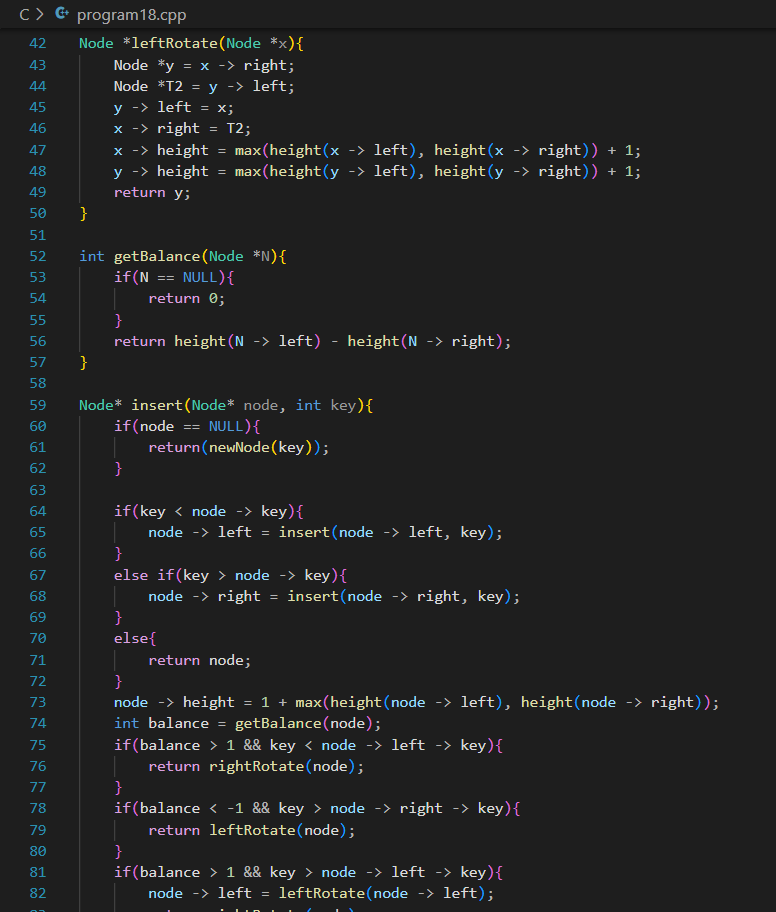 C > program18.cpp
42 Node *leftRotate(Node *x){
43 Node *y = x -> right;
44 Node *T2 = y -> left;
45 y -> left = x;
46 x -> right = T2;
47 x -> height = max(height(x -> left), height(x -> right)) + 1;
48 y -> height = max(height(y -> left), height(y -> right)) + 1;
49 return y;
50 }
51
52 int getBalance(Node *N){
53 if(N == NULL){
54 return 0;
55 }
56 return height(N -> left) - height(N -> right);
57 }
58
59 Node* insert(Node* node, int key){
60 if(node == NULL){
61 return(newNode(key));
62 }
63
64 if(key < node -> key){
65 node -> left = insert(node -> left, key);
66 }
67 else if(key > node -> key){
68 node -> right = insert(node -> right, key);
69 }
70 else{
71 return node;
72 }
73 node -> height = 1 + max(height(node -> left), height(node -> right));
74 int balance = getBalance(node);
75 if(balance > 1 && key < node -> left -> key){
76 return rightRotate(node);
77 }
78 if(balance < -1 && key > node -> right -> key){
79 return leftRotate(node);
80 }
81 if(balance > 1 && key > node -> left -> key){
82 node -> left = leftRotate(node -> left);